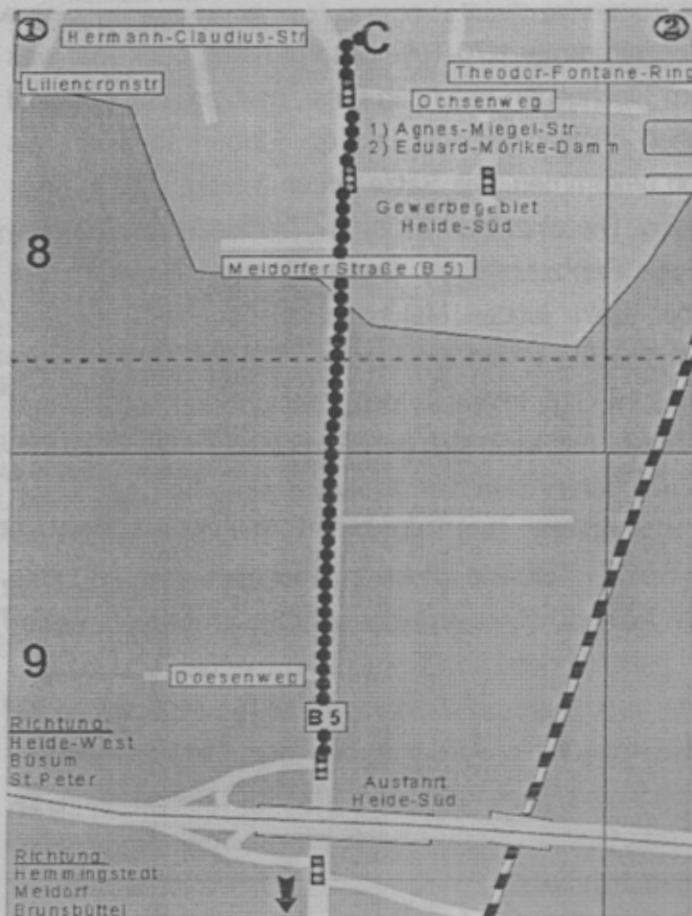 1
Hermann-Claudius-Str
C
2
Theodor-Fontane-Ring
Liliencronstr
Ochsenweg
1) Agnes-Miegel-Str.
2) Eduard-Mörike-Damm
Gewerbegebiet
Heide-Süd
8
Meldorfer Straße (B 5)
9
Doesenweg
B 5
Richtung:
Heide-West
Büsum
St.Peter
Ausfahrt
Heide-Süd
Richtung:
Hemmingstedt
Meldorf
Brunsbüttel